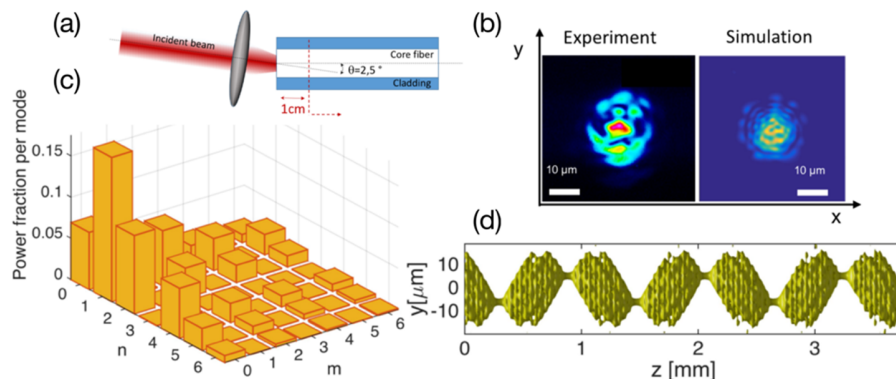 (a)
Incident beam
Core fiber
θ=2,5 °
Cladding
1cm
(b)
y
Experiment
Simulation
10 µm
10 µm
x
(c)
Power fraction per mode
0.15
0.1
0.05
0
0
1
2
3
4
5
6
n
0
1
2
3
4
5
6
m
(d)
y[µm]
10
0
-10
0
1
2
3
z [mm]